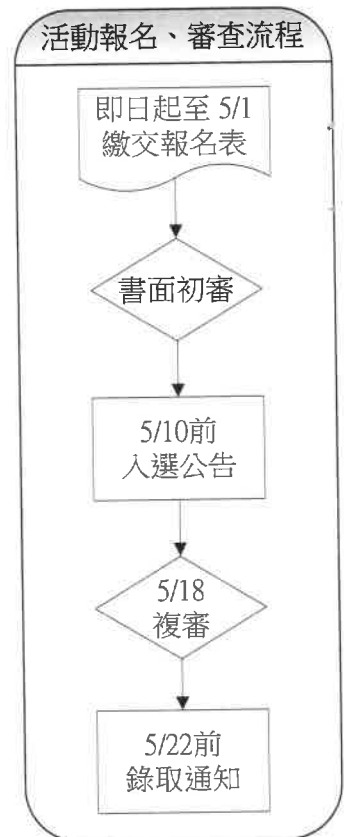 活動報名、審查流程
即日起至 5/1
繳交報名表
書面初審
5/10前
入選公告
5/18
複審
5/22前
錄取通知